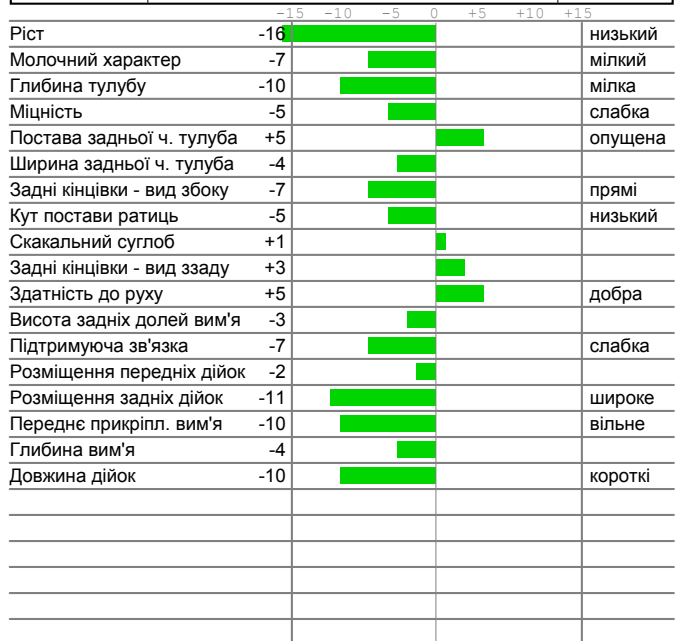 -15 -10 -5 0 +5 +10 +15
Ріст -16 низький
Молочний характер -7 мілкий
Глибина тулубу -10 мілка
Міцність -5 слабка
Постава задньої ч. тулуба +5 опущена
Ширина задньої ч. тулуба -4
Задні кінцівки - вид збоку -7 прямі
Кут постави ратиць -5 низький
Скакальний суглоб +1
Задні кінцівки - вид ззаду +3
Здатність до руху +5 добра
Висота задніх долей вим'я -3
Підтримуюча зв'язка -7 слабка
Розміщення передніх дійок -2
Розміщення задніх дійок -11 широке
Переднє прикріпл. вим'я -10 вільне
Глибина вим'я -4
Довжина дійок -10 короткі